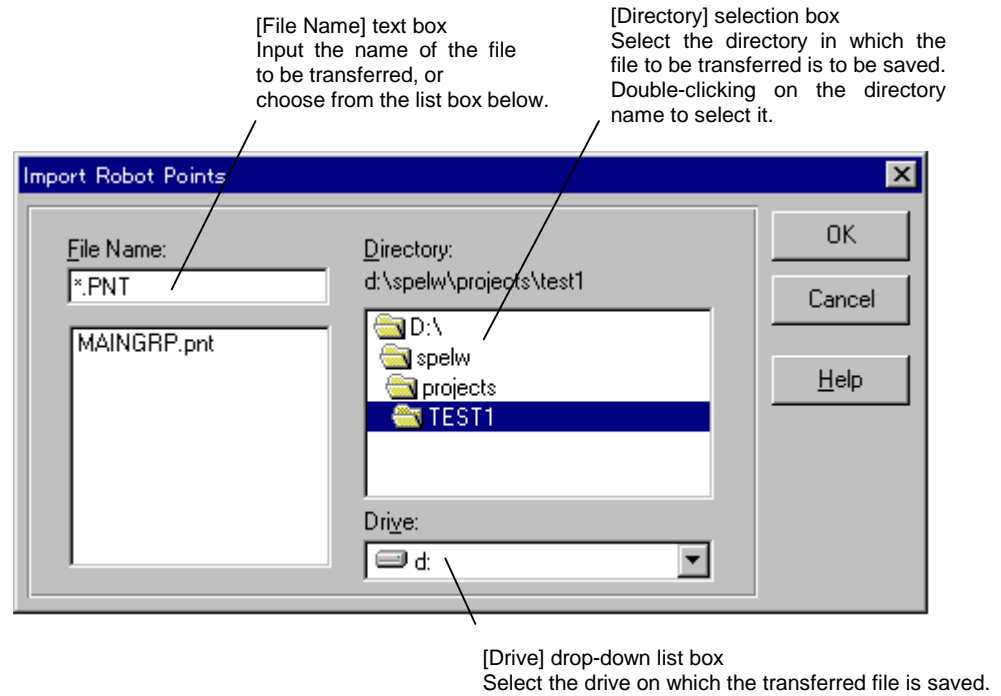 [File Name] text box
Input the name of the file
to be transferred, or
choose from the list box below.
[Directory] selection box
Select the directory in which the
file to be transferred is to be saved.
Double-clicking on the directory
name to select it.
Import Robot Points
File Name:
*.PNT
MAINGRP.pnt
Directory:
d:\spelw\projects\test1
D:\
spelw
projects
TEST1
Drive:
d:
OK
Cancel
Help
[Drive] drop-down list box
Select the drive on which the transferred file is saved.